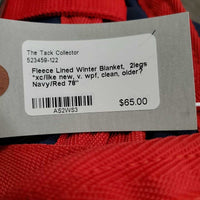 The Tack Collector
523459-122
Fleece Lined Winter Blanket, 2legs
"xc/like new, v. wpf, clean, older?
Navy/Red 78"
$65.00
AS2WS3